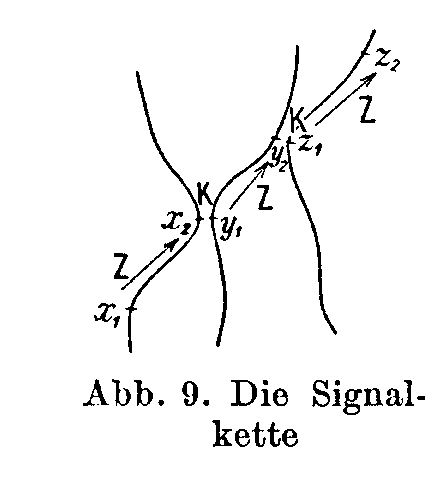 z₂
Z
K
z₁
y₂
Z
K
x₂
y₁
Z
x₁
Abb. 9. Die Signal-
kette